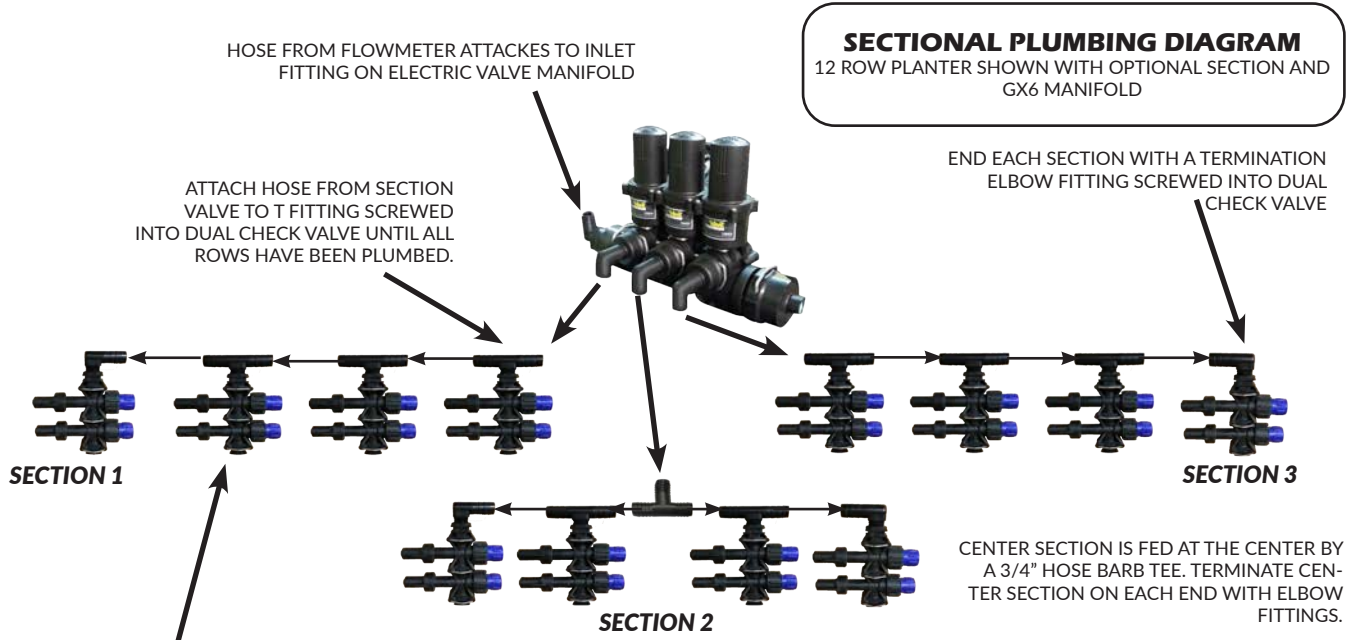 SECTIONAL PLUMBING DIAGRAM
12 ROW PLANTER SHOWN WITH OPTIONAL SECTION AND
GX6 MANIFOLD
HOSE FROM FLOWMETER ATTACKES TO INLET
FITTING ON ELECTRIC VALVE MANIFOLD
END EACH SECTION WITH A TERMINATION
ELBOW FITTING SCREWED INTO DUAL
CHECK VALVE
ATTACH HOSE FROM SECTION
VALVE TO T FITTING SCREWED
INTO DUAL CHECK VALVE UNTIL ALL
ROWS HAVE BEEN PLUMBED.
SECTION 1
SECTION 3
SECTION 2
CENTER SECTION IS FED AT THE CENTER BY
A 3/4” HOSE BARB TEE. TERMINATE CEN-
TER SECTION ON EACH END WITH ELBOW
FITTINGS.